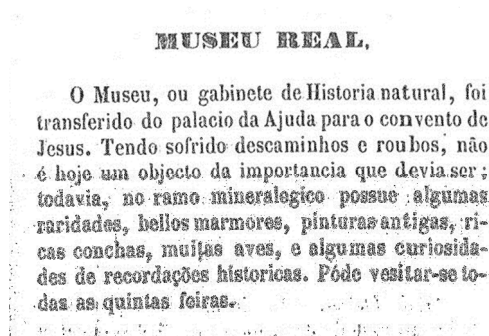 MUSEU REAL.
O Museu, ou gabinete de Historia natural, foi
transferido do palacio da Ajuda para o convento de
Jesus. Tendo sofrido descaminhos e roubos, não
é hoje um objecto da importancia que devia ser;
todavia, no ramo mineralogico possue algumas
raridades, bellos marmores, pinturas antigas, ri-
cas conchas, muitas aves, e algumas curiosida-
des de recordações historicas. Póde vesitar-se to-
das as quintas feiras.